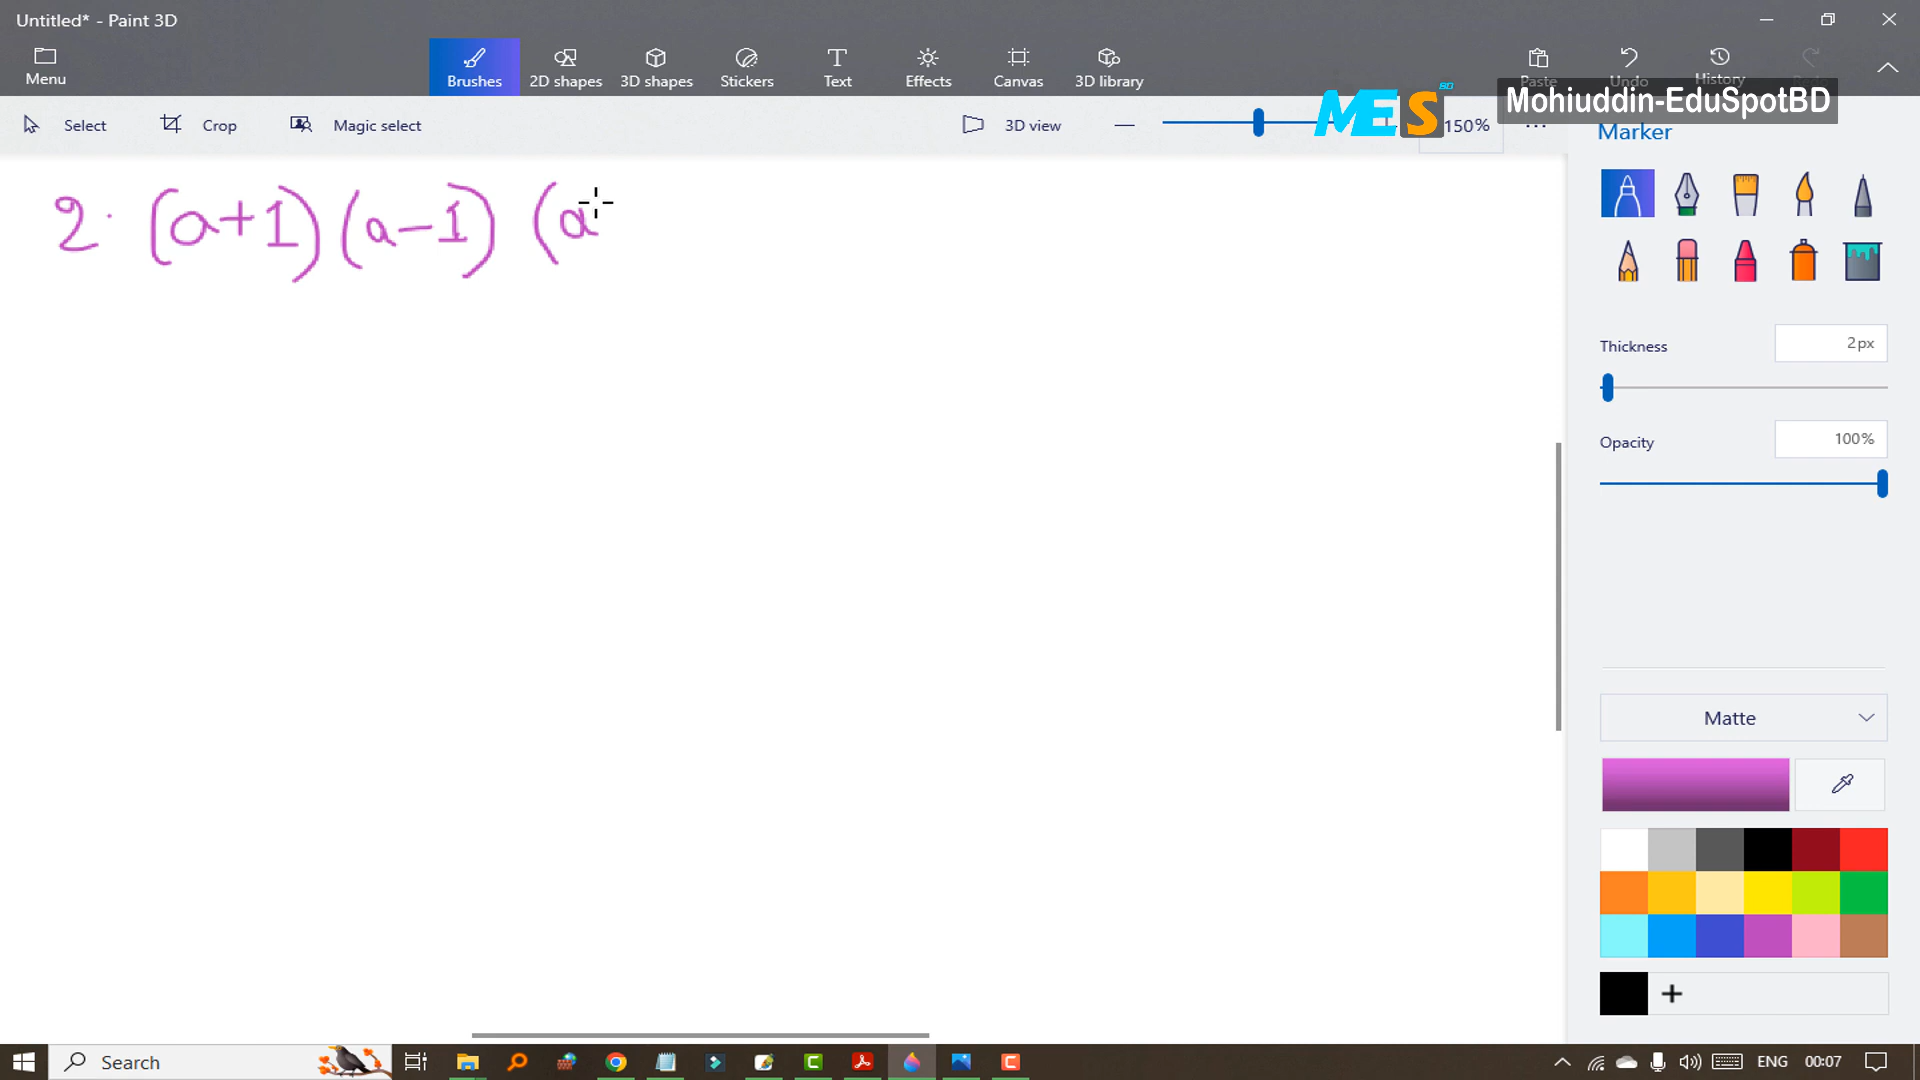 Untitled* - Paint 3D
Menu
Brushes
2D shapes
3D shapes
Stickers
Text
Effects
Canvas
3D library
Paste
Undo
History
Select
Crop
Magic select
3D view
150%
MES BD
Mohiuddin-EduSpotBD
Marker
2. (a+1)(a-1) (a
Thickness
2px
Opacity
100%
Matte
Search
ENG
00:07